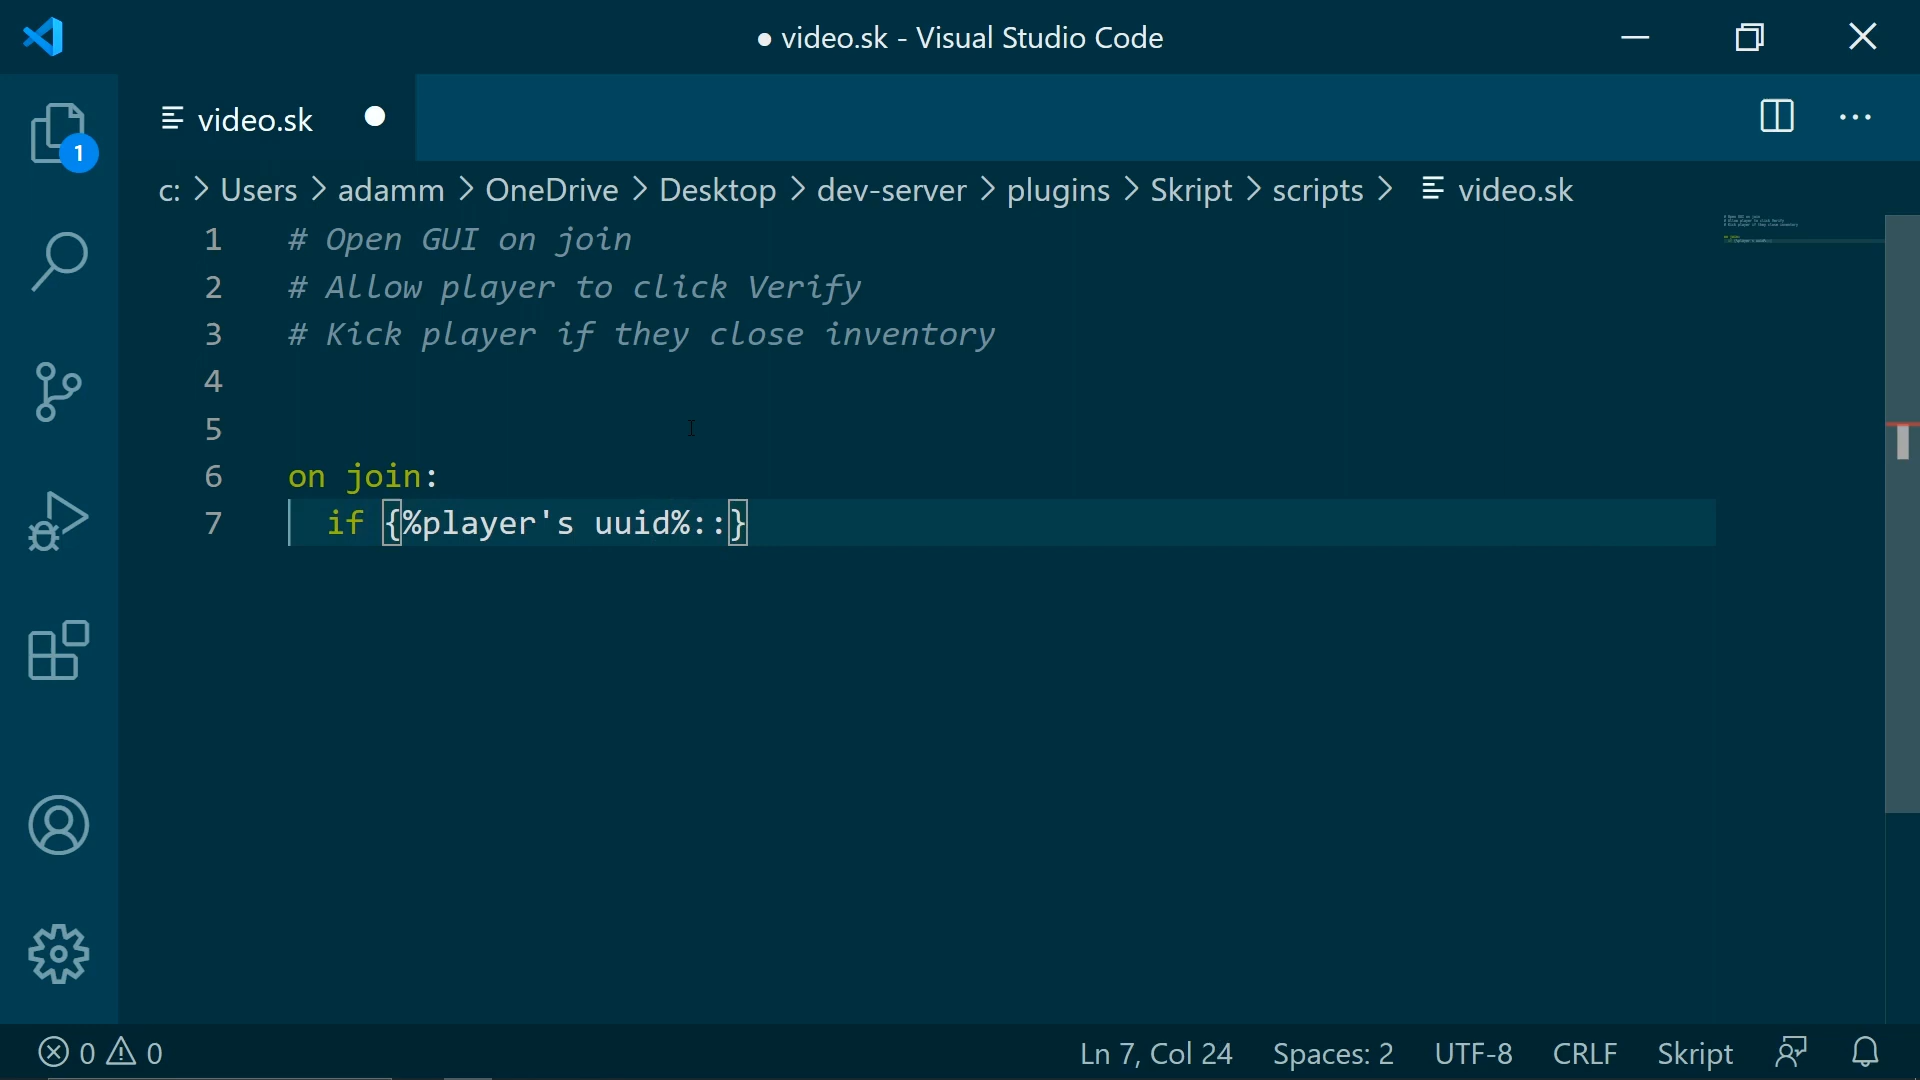 ● video.sk - Visual Studio Code
video.sk
1
c: > Users > adamm > OneDrive > Desktop > dev-server > plugins > Skript > scripts > video.sk
1 # Open GUI on join
2 # Allow player to click Verify
3 # Kick player if they close inventory
4
5
6 on join:
7 if {%player's uuid%::}
0 0 Ln 7, Col 24 Spaces: 2 UTF-8 CRLF Skript